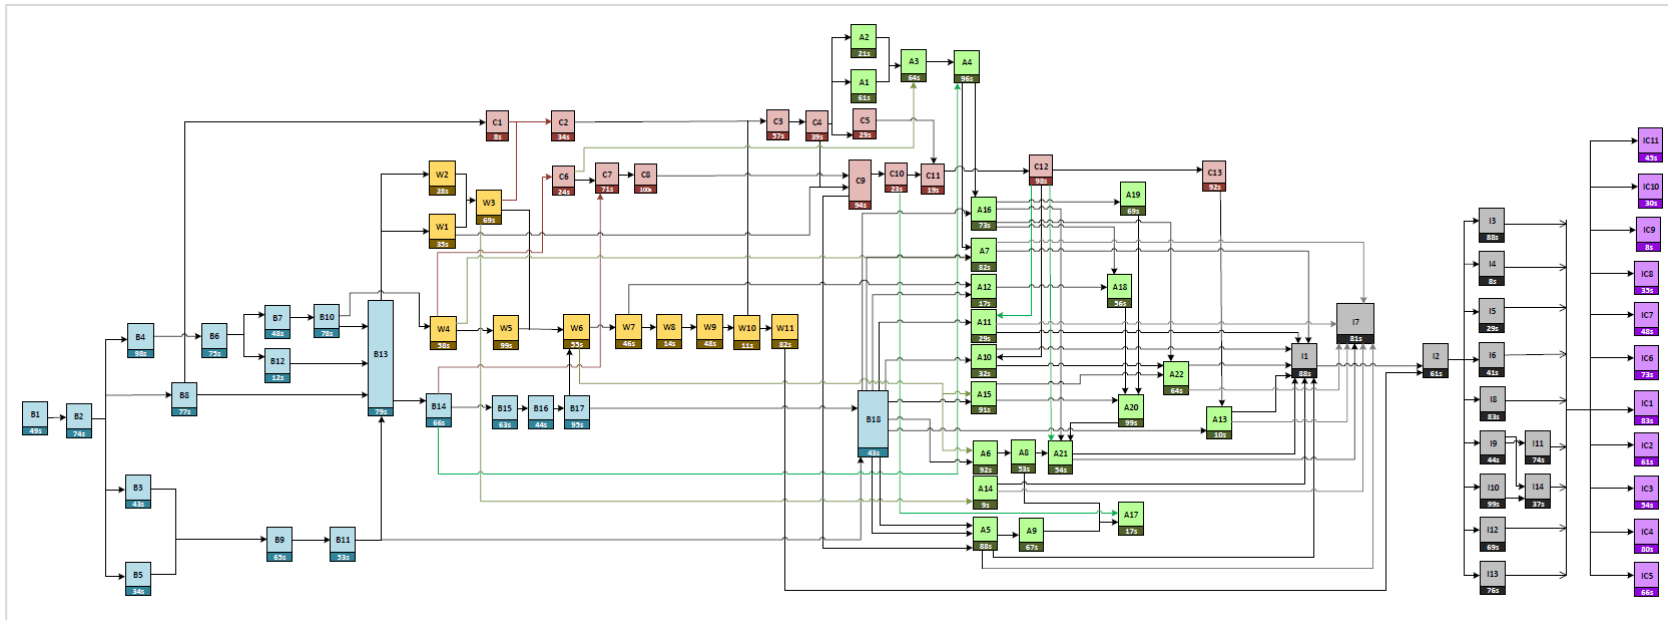 A2
21s
A1
61s
A3
64s
A4
96s
C1
8s
C2
34s
C3
57s
C4
39s
C5
29s
IC11
45s
W2
28s
W3
69s
W1
35s
C6
24s
C7
71s
C8
100s
C9
94s
C10
23s
C11
19s
C12
98s
C13
92s
IC10
30s
A16
73s
A19
69s
I3
88s
IC9
8s
A7
82s
I4
8s
IC8
35s
A12
17s
A18
56s
B4
98s
B6
75s
B7
48s
B10
78s
B12
12s
B13
79s
W4
58s
W5
99s
W6
55s
W7
46s
W8
14s
W9
48s
W10
11s
W11
82s
A11
29s
I7
81s
I5
29s
IC7
48s
A10
32s
I1
88s
I2
61s
I6
41s
IC6
73s
A15
91s
A22
64s
B1
49s
B2
74s
B8
77s
B14
66s
B15
63s
B16
44s
B17
95s
B18
43s
A20
99s
A13
10s
I8
83s
IC1
83s
A6
92s
A8
53s
A21
54s
I9
44s
I11
74s
IC2
61s
B3
43s
A14
9s
I10
99s
I14
37s
IC3
54s
A5
88s
A9
67s
A17
17s
I12
69s
IC4
80s
B9
65s
B11
53s
B5
34s
I13
76s
IC5
66s